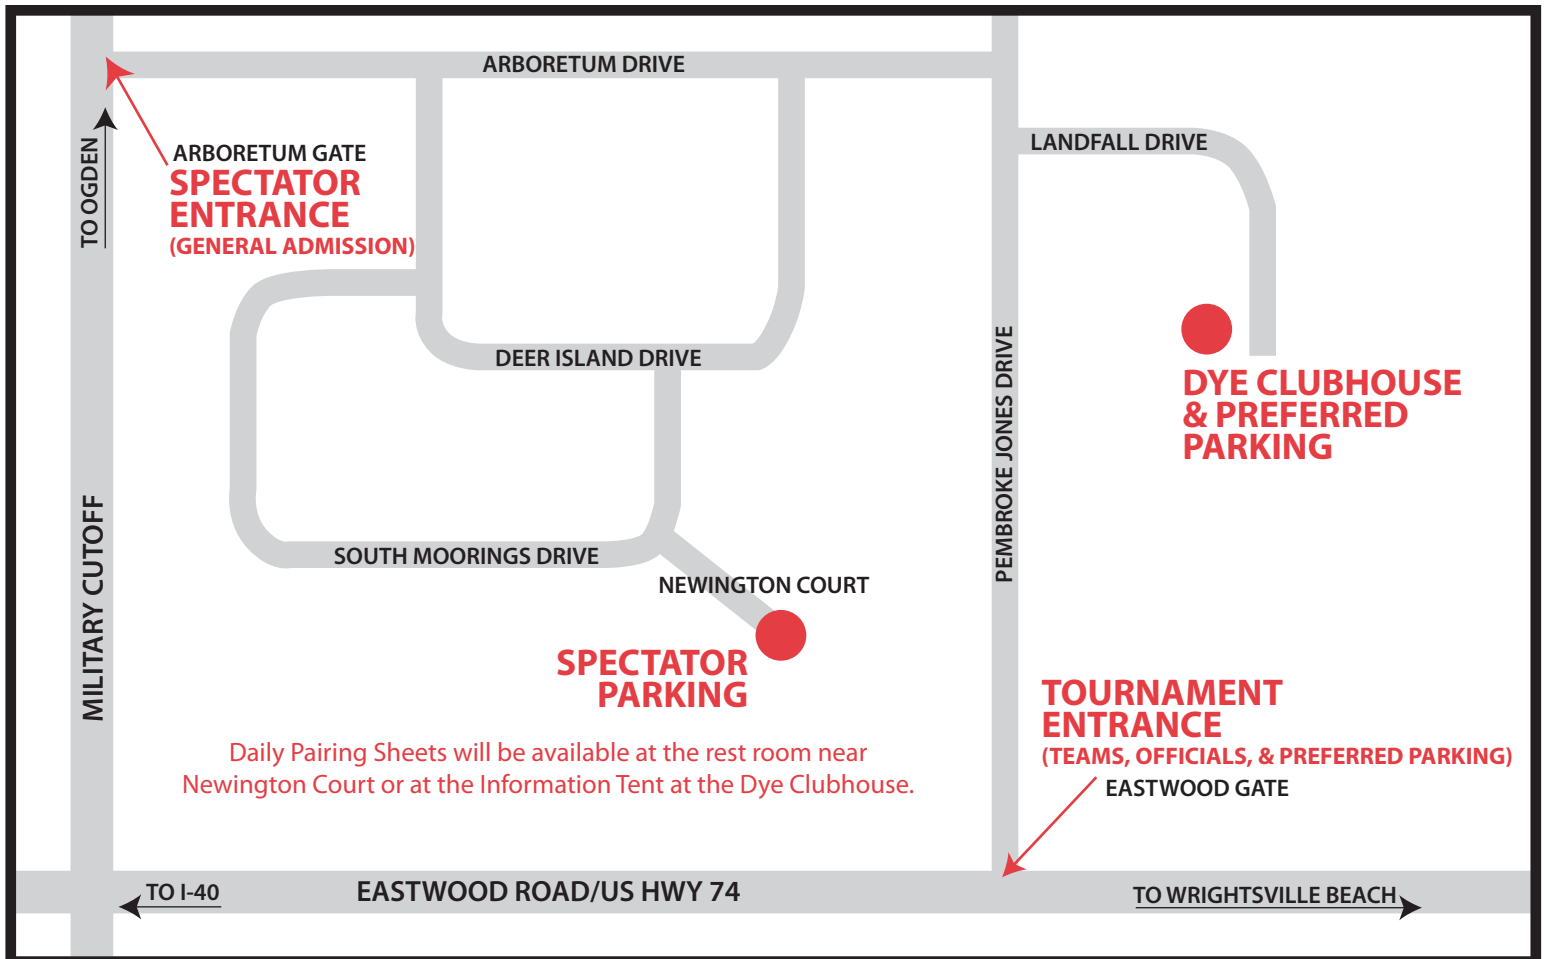 ARBORETUM DRIVE
LANDFALL DRIVE
TO OGDEN
ARBORETUM GATE
SPECTATOR
ENTRANCE
(GENERAL ADMISSION)
DEER ISLAND DRIVE
PEMBROKE JONES DRIVE
DYE CLUBHOUSE
& PREFERRED
PARKING
MILITARY CUTOFF
SOUTH MOORINGS DRIVE
NEWINGTON COURT
SPECTATOR
PARKING
TOURNAMENT
ENTRANCE
(TEAMS, OFFICIALS, & PREFERRED PARKING)
EASTWOOD GATE
Daily Pairing Sheets will be available at the rest room near
Newington Court or at the Information Tent at the Dye Clubhouse.
TO I-40
EASTWOOD ROAD/US HWY 74
TO WRIGHTSVILLE BEACH